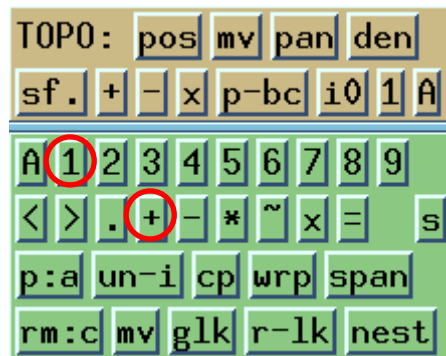 TOPO: pos mv pan den
sf. + - x p-bc i0 1 A
A 1 2 3 4 5 6 7 8 9
< > . + - * ~ x = s
p:a un-i cp wrp span
rm:c mv glk r-lk nest